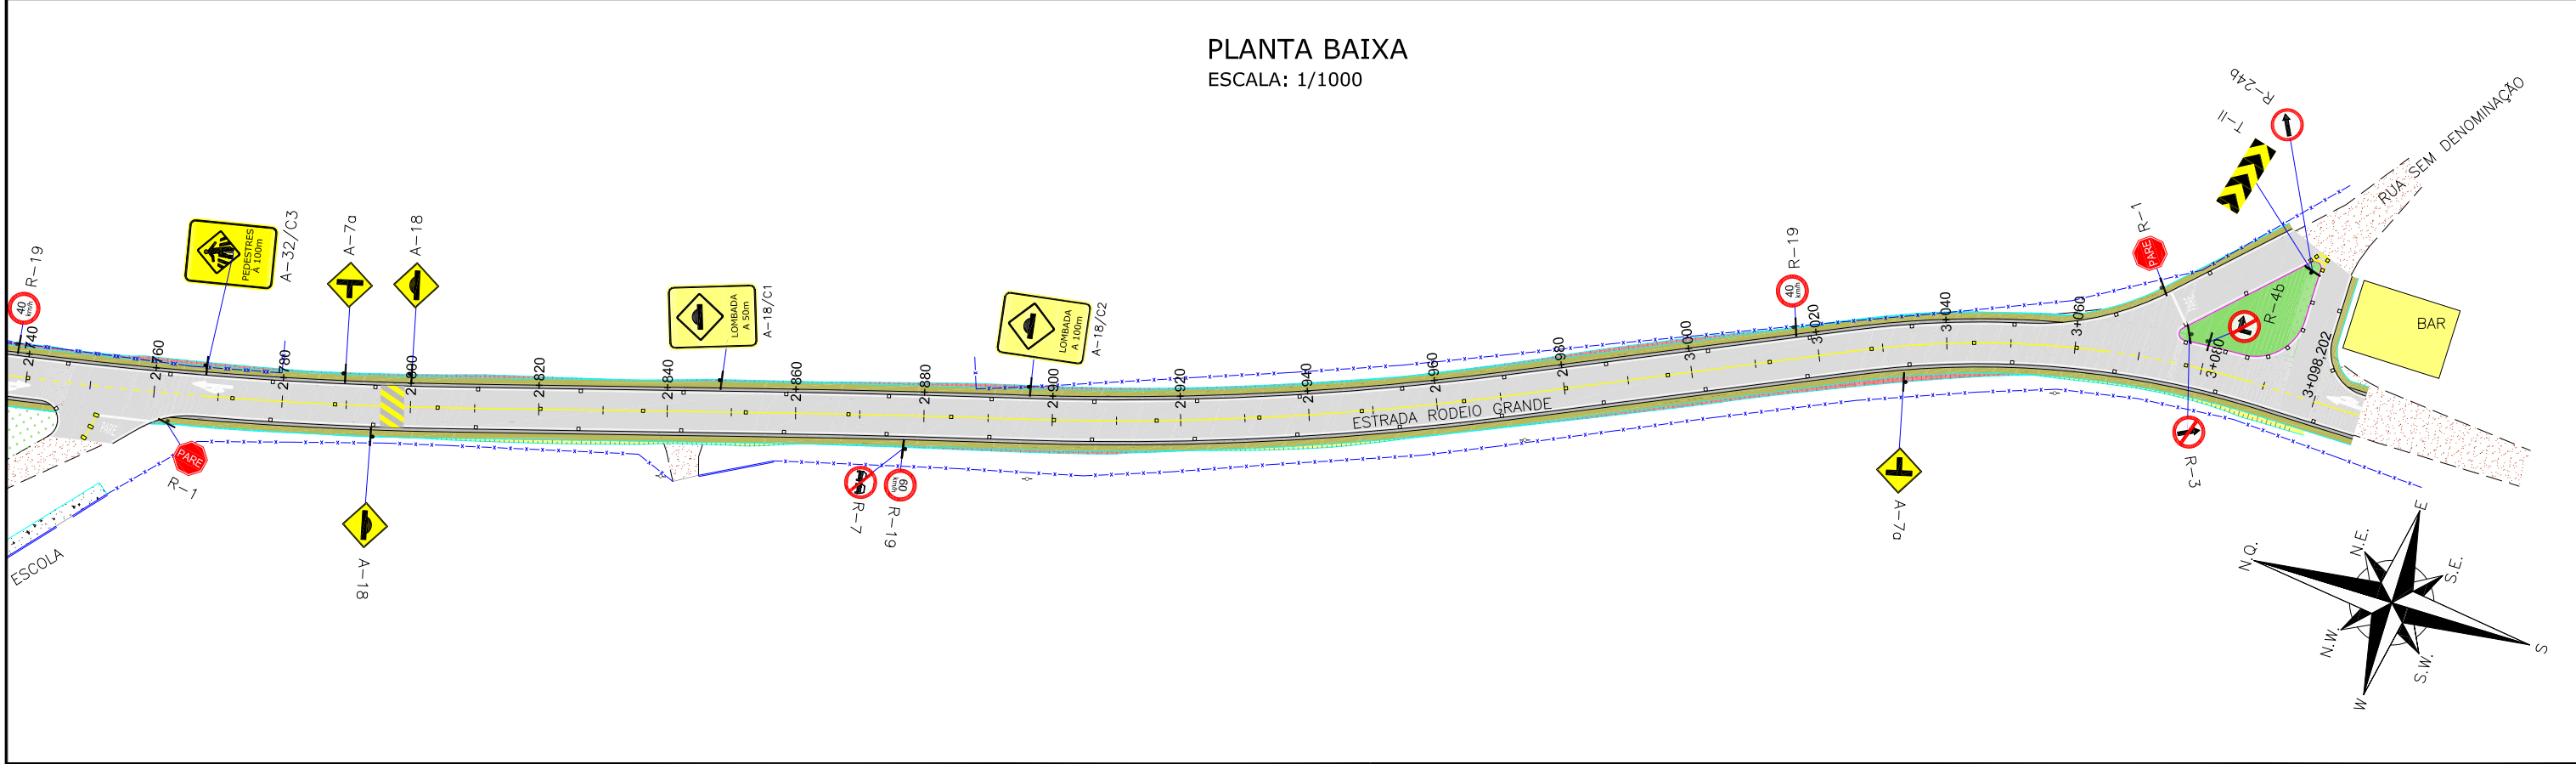 PLANTA BAIXA
ESCALA: 1/1000
R-19
40
km/h
2+740
2+760
PEDESTRES
A 100m
A-32/C3
2+780
A-7a
A-18
2+800
2+820
2+840
LOMBADA
A 50m
A-18/C1
2+860
2+880
LOMBADA
A 100m
A-18/C2
2+900
2+920
2+940
2+960
2+980
3+000
R-19
40
km/h
3+020
3+040
3+060
R-1
PARE
T-II
R-24b
R-4b
3+080
3+098,202
RUA SEM DENOMINAÇÃO
BAR
ESTRADA RODEIO GRANDE
PARE
PARE
R-1
ESCOLA
A-18
R-7
60
km/h
R-19
A-7a
R-3
N.Q.
N.E.
E
S.E.
S
S.W.
W
N.W.